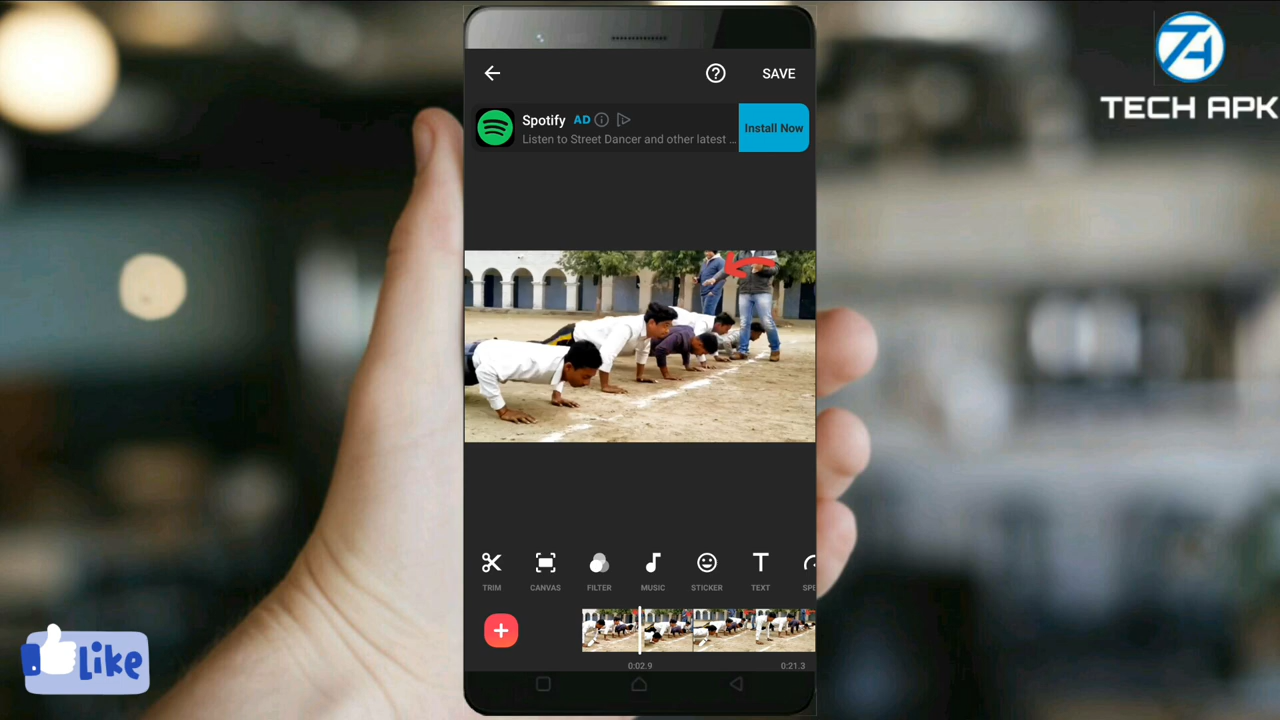 TECH APK
SAVE
Spotify AD
Listen to Street Dancer and other latest ...
Install Now
TRIM
CANVAS
FILTER
MUSIC
STICKER
TEXT
SPE
0:02.9
0:21.3
Like